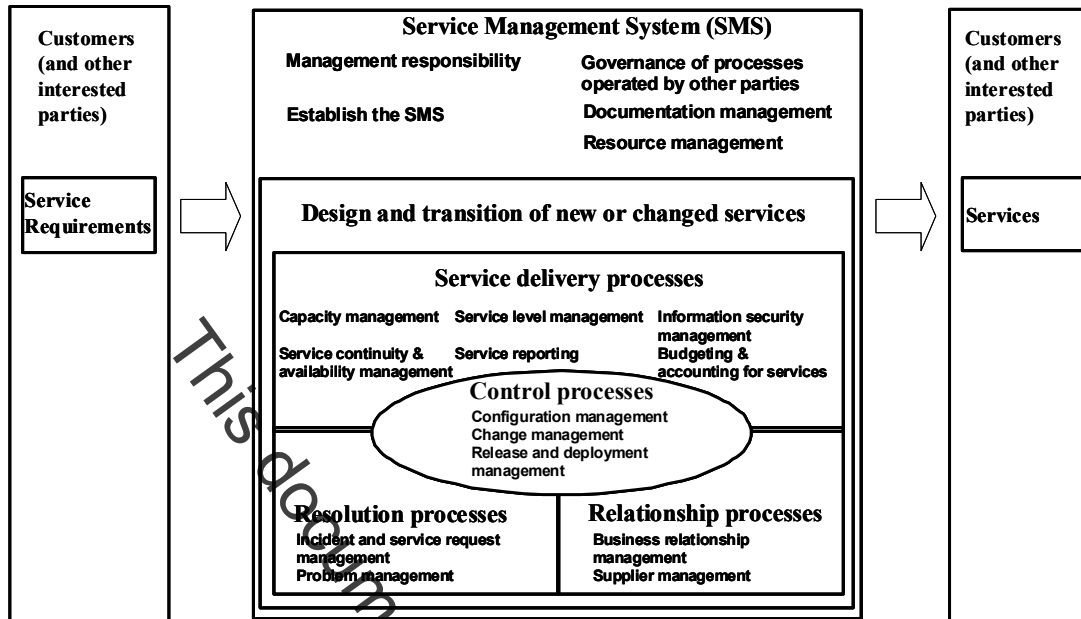 Customers
(and other
interested
parties)
Service
Requirements
Service Management System (SMS)
Management responsibility
Establish the SMS
Governance of processes
operated by other parties
Documentation management
Resource management
Design and transition of new or changed services
Service delivery processes
Capacity management
Service level management
Information security
management
Service continuity &
availability management
Service reporting
Budgeting &
accounting for services
Control processes
Configuration management
Change management
Release and deployment
management
Resolution processes
Incident and service request
management
Problem management
Relationship processes
Business relationship
management
Supplier management
Customers
(and other
interested
parties)
Services
This docum